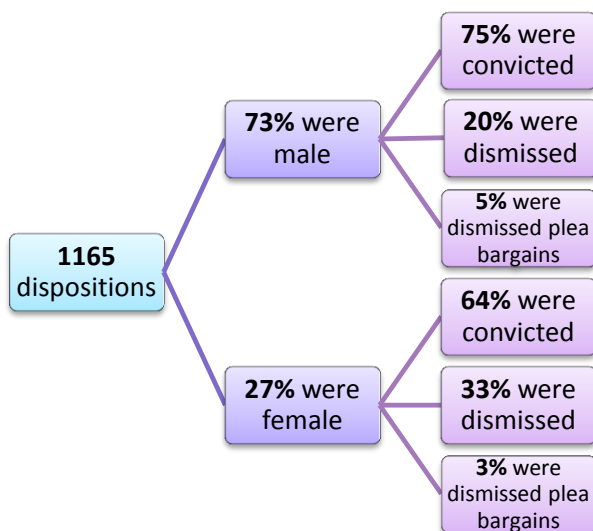 75% were
convicted
73% were
male
20% were
dismissed
5% were
dismissed plea
bargains
1165
dispositions
64% were
convicted
27% were
female
33% were
dismissed
3% were
dismissed plea
bargains